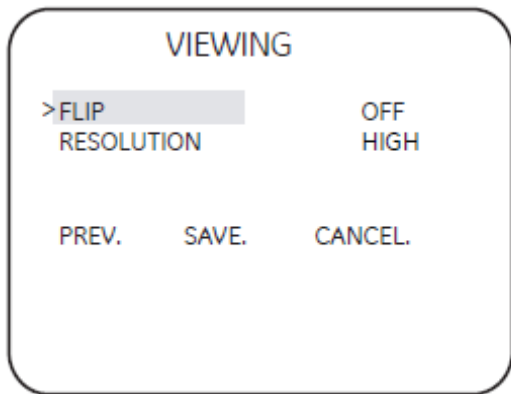 VIEWING
>FLIP OFF
RESOLUTION HIGH
PREV. SAVE. CANCEL.